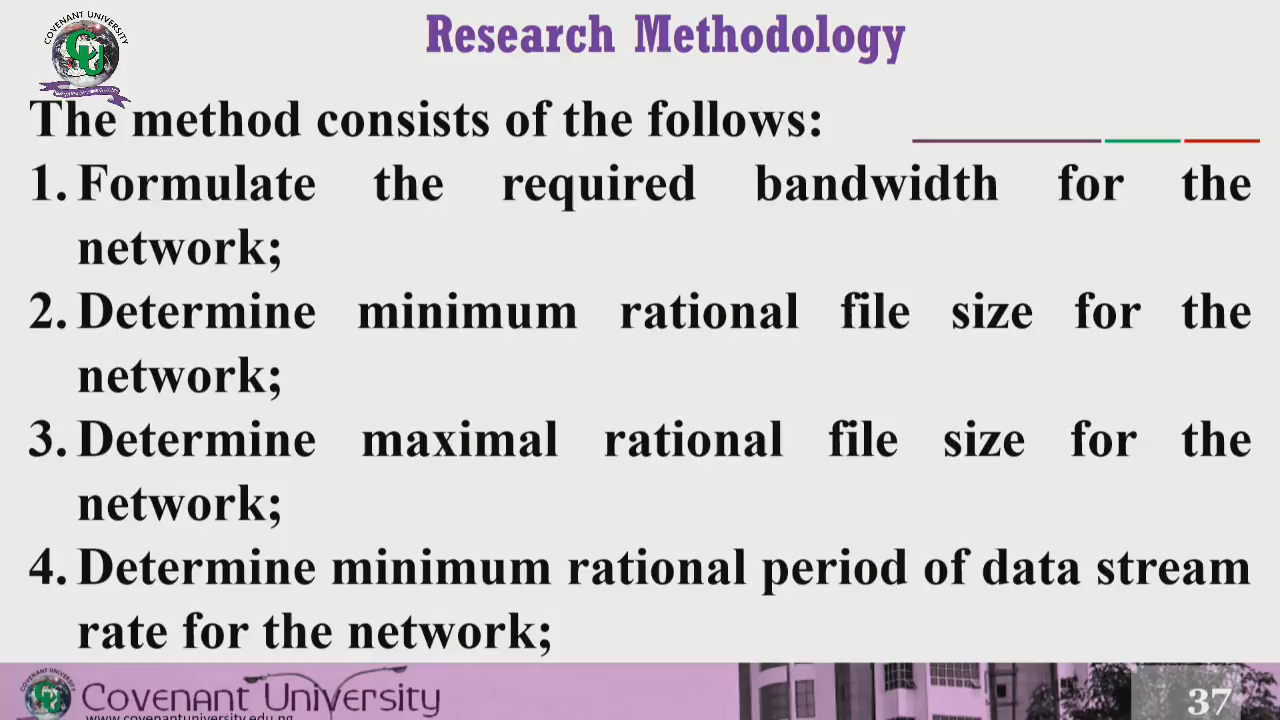 COVENANT UNIVERSITY
Research Methodology
The method consists of the follows:
1. Formulate the required bandwidth for the
network;
2. Determine minimum rational file size for the
network;
3. Determine maximal rational file size for the
network;
4. Determine minimum rational period of data stream
rate for the network;
COVENANT UNIVERSITY
Covenant University
www.covenantuniversity.edu.ng
37